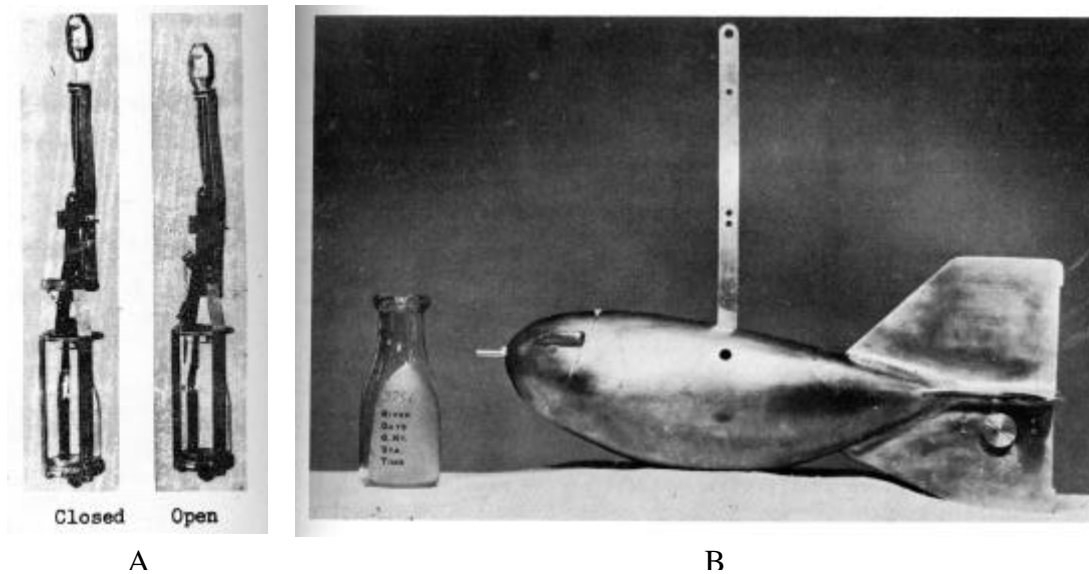 RIVER
DATE
G. HT.
STA.
TIME
Closed Open
A B